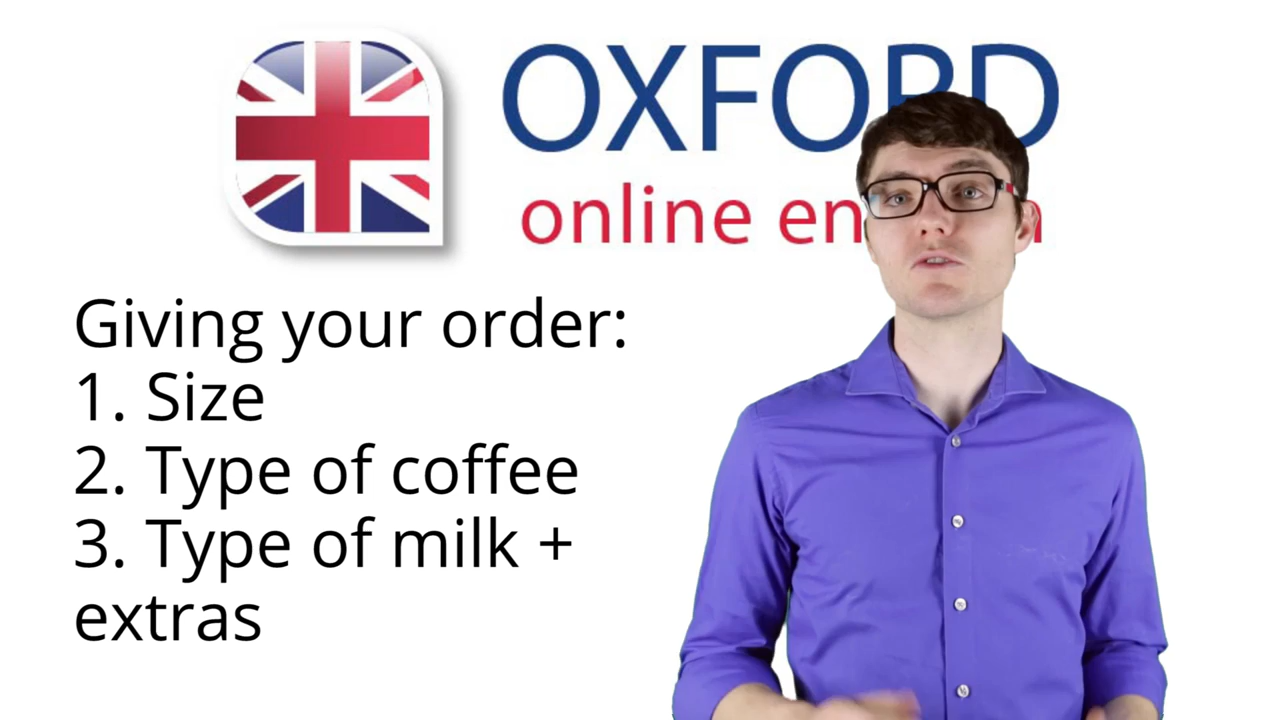 OXFORD
online en
Giving your order:
1. Size
2. Type of coffee
3. Type of milk +
extras